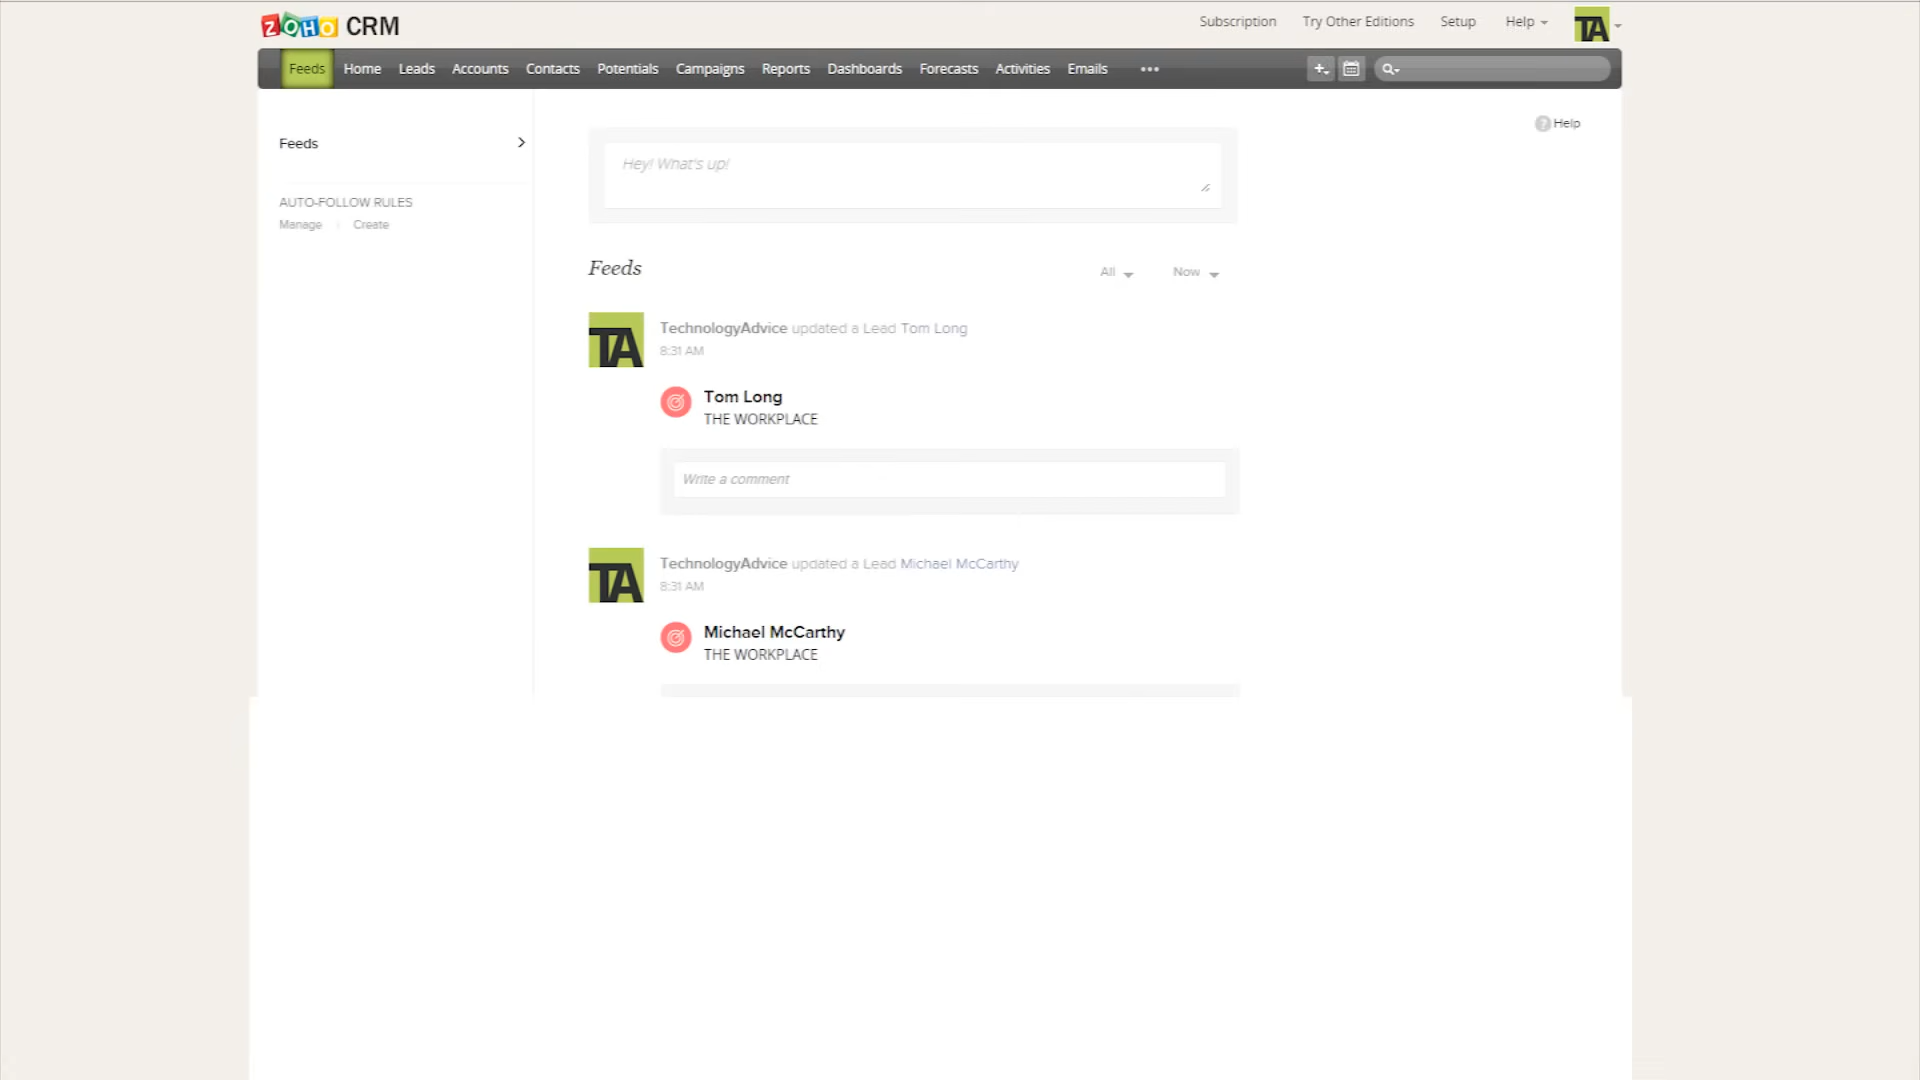 ZOHO CRM
Subscription Try Other Editions Setup Help
TA
Feeds Home Leads Accounts Contacts Potentials Campaigns Reports Dashboards Forecasts Activities Emails •••
Feeds
? Help
AUTO-FOLLOW RULES
Manage Create
Hey! What's up!
Feeds
All Now
TA
TechnologyAdvice updated a Lead Tom Long
8:31 AM
Tom Long
THE WORKPLACE
Write a comment
TA
TechnologyAdvice updated a Lead Michael McCarthy
8:31 AM
Michael McCarthy
THE WORKPLACE